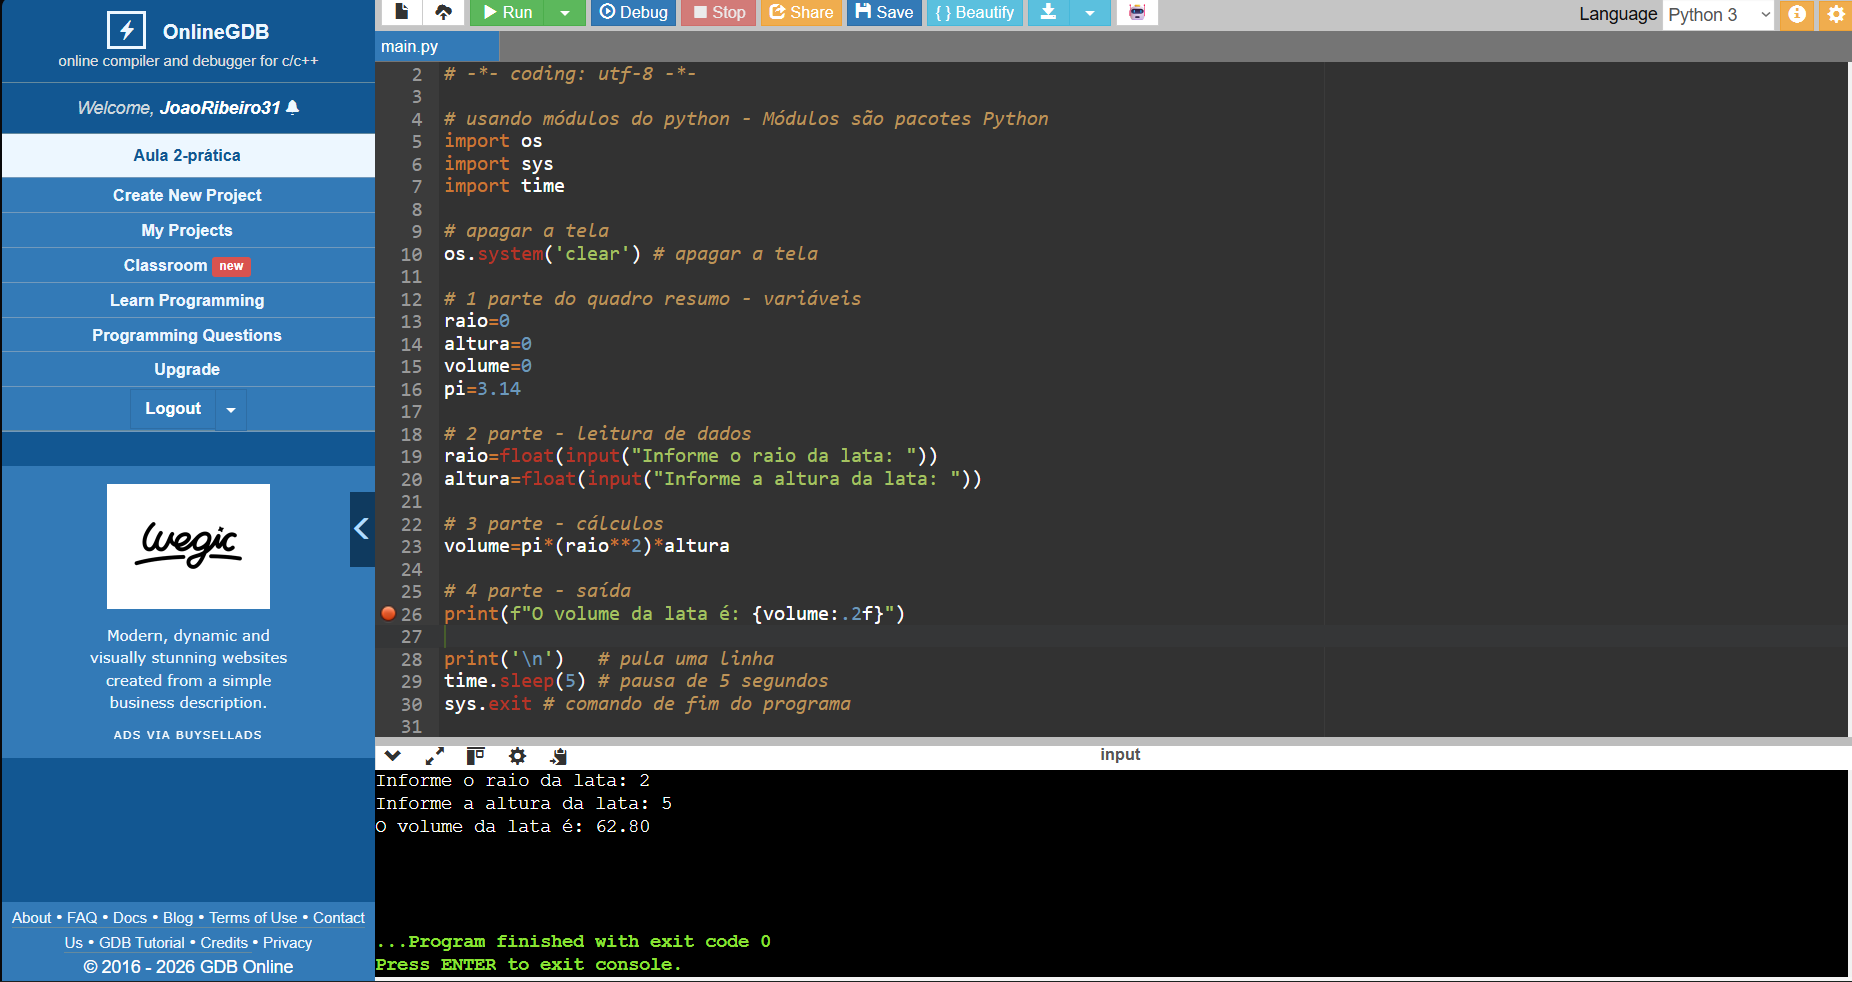 OnlineGDB
online compiler and debugger for c/c++
Welcome, JoaoRibeiro31
Aula 2-prática
Create New Project
My Projects
Classroom new
Learn Programming
Programming Questions
Upgrade
Logout
wegic
Modern, dynamic and
visually stunning websites
created from a simple
business description.
ADS VIA BUYSELLADS
About • FAQ • Docs • Blog • Terms of Use • Contact
Us • GDB Tutorial • Credits • Privacy
© 2016 - 2026 GDB Online
Run Debug Stop Share Save { } Beautify Language Python 3
main.py
2 # -*- coding: utf-8 -*-
3
4 # usando módulos do python - Módulos são pacotes Python
5 import os
6 import sys
7 import time
8
9 # apagar a tela
10 os.system('clear') # apagar a tela
11
12 # 1 parte do quadro resumo - variáveis
13 raio=0
14 altura=0
15 volume=0
16 pi=3.14
17
18 # 2 parte - leitura de dados
19 raio=float(input("Informe o raio da lata: "))
20 altura=float(input("Informe a altura da lata: "))
21
22 # 3 parte - cálculos
23 volume=pi*(raio**2)*altura
24
25 # 4 parte - saída
26 print(f"O volume da lata é: {volume:.2f}")
27
28 print('\n')   # pula uma linha
29 time.sleep(5) # pausa de 5 segundos
30 sys.exit # comando de fim do programa
31
input
Informe o raio da lata: 2
Informe a altura da lata: 5
O volume da lata é: 62.80
...Program finished with exit code 0
Press ENTER to exit console.